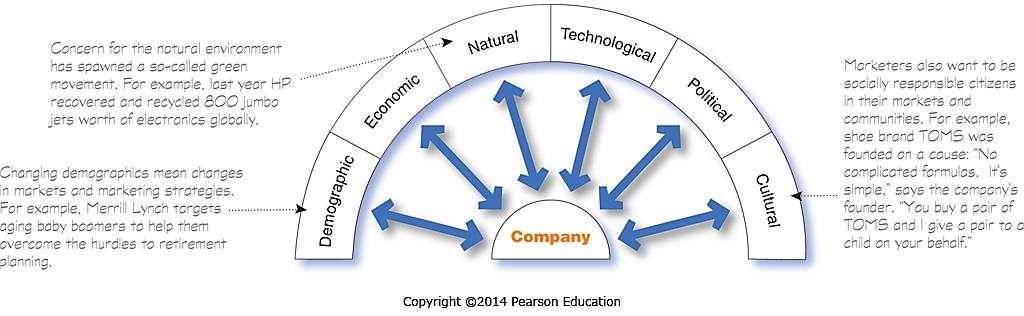 Concern for the natural environment
has spawned a so-called green
movement. For example, last year HP
recovered and recycled 800 jumbo
jets worth of electronics globally.
Changing demographics mean changes
in markets and marketing strategies.
For example, Merrill Lynch targets
aging baby boomers to help them
overcome the hurdles to retirement
planning.
Demographic
Economic
Natural
Technological
Political
Cultural
Company
Marketers also want to be
socially responsible citizens
in their markets and
communities. For example,
shoe brand TOMS was
founded on a cause: “No
complicated formulas. It’s
simple,” says the company’s
founder. “You buy a pair of
TOMS and I give a pair to a
child on your behalf.”
Copyright ©2014 Pearson Education